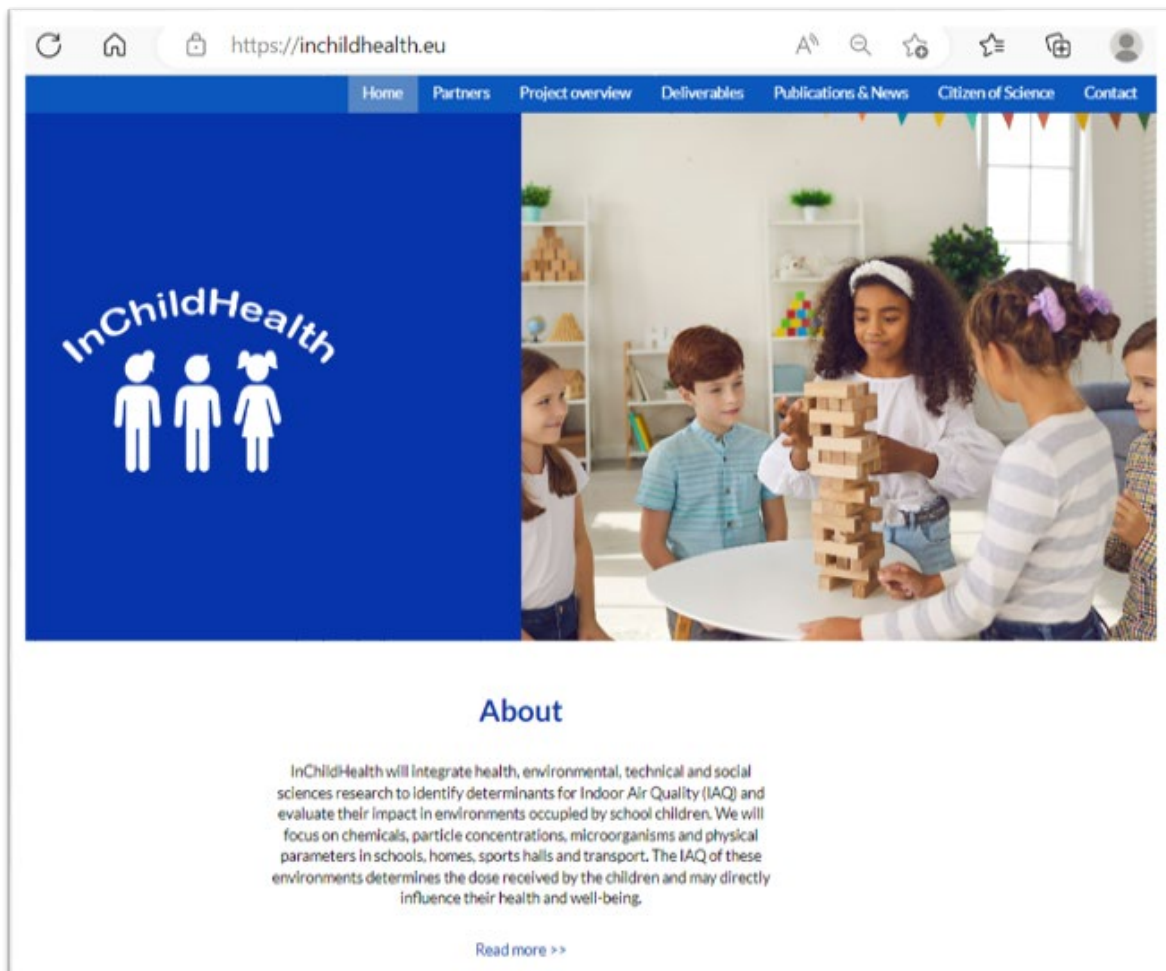 https://inchildhealth.eu
Home Partners Project overview Deliverables Publications & News Citizen of Science Contact
InChildHealth
About
InChildHealth will integrate health, environmental, technical and social
sciences research to identify determinants for Indoor Air Quality (IAQ) and
evaluate their impact in environments occupied by school children. We will
focus on chemicals, particle concentrations, microorganisms and physical
parameters in schools, homes, sports halls and transport. The IAQ of these
environments determines the dose received by the children and may directly
influence their health and well-being.
Read more >>